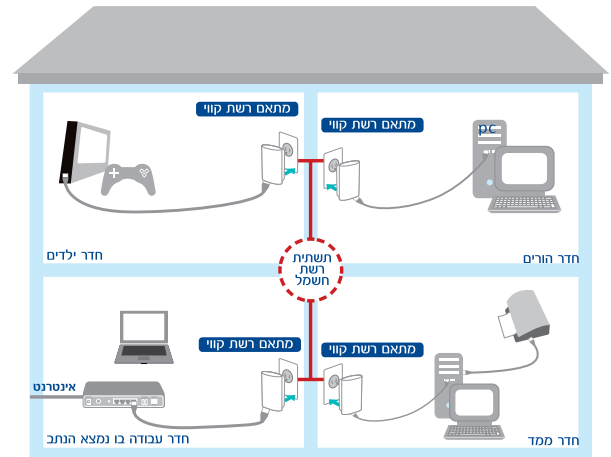 מתאם רשת קווי
מתאם רשת קווי
pc
חדר ילדים
חדר הורים
תשתית
רשת
חשמל
מתאם רשת קווי
מתאם רשת קווי
אינטרנט
חדר עבודה בו נמצא הנתב
חדר ממד